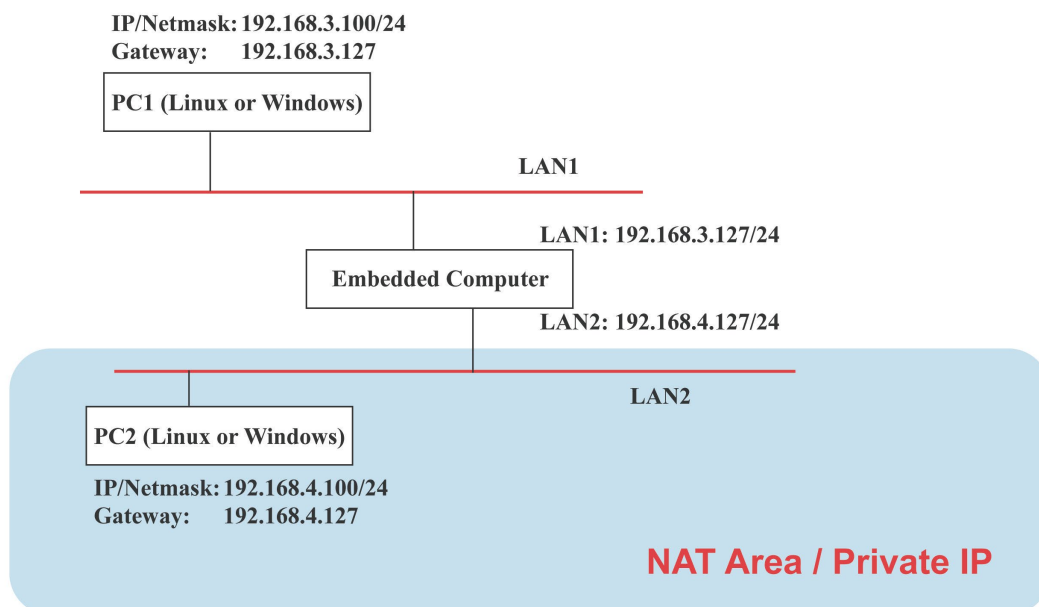 IP/Netmask: 192.168.3.100/24
Gateway: 192.168.3.127
PC1 (Linux or Windows)
LAN1
LAN1: 192.168.3.127/24
Embedded Computer
LAN2: 192.168.4.127/24
LAN2
PC2 (Linux or Windows)
IP/Netmask: 192.168.4.100/24
Gateway: 192.168.4.127
NAT Area / Private IP